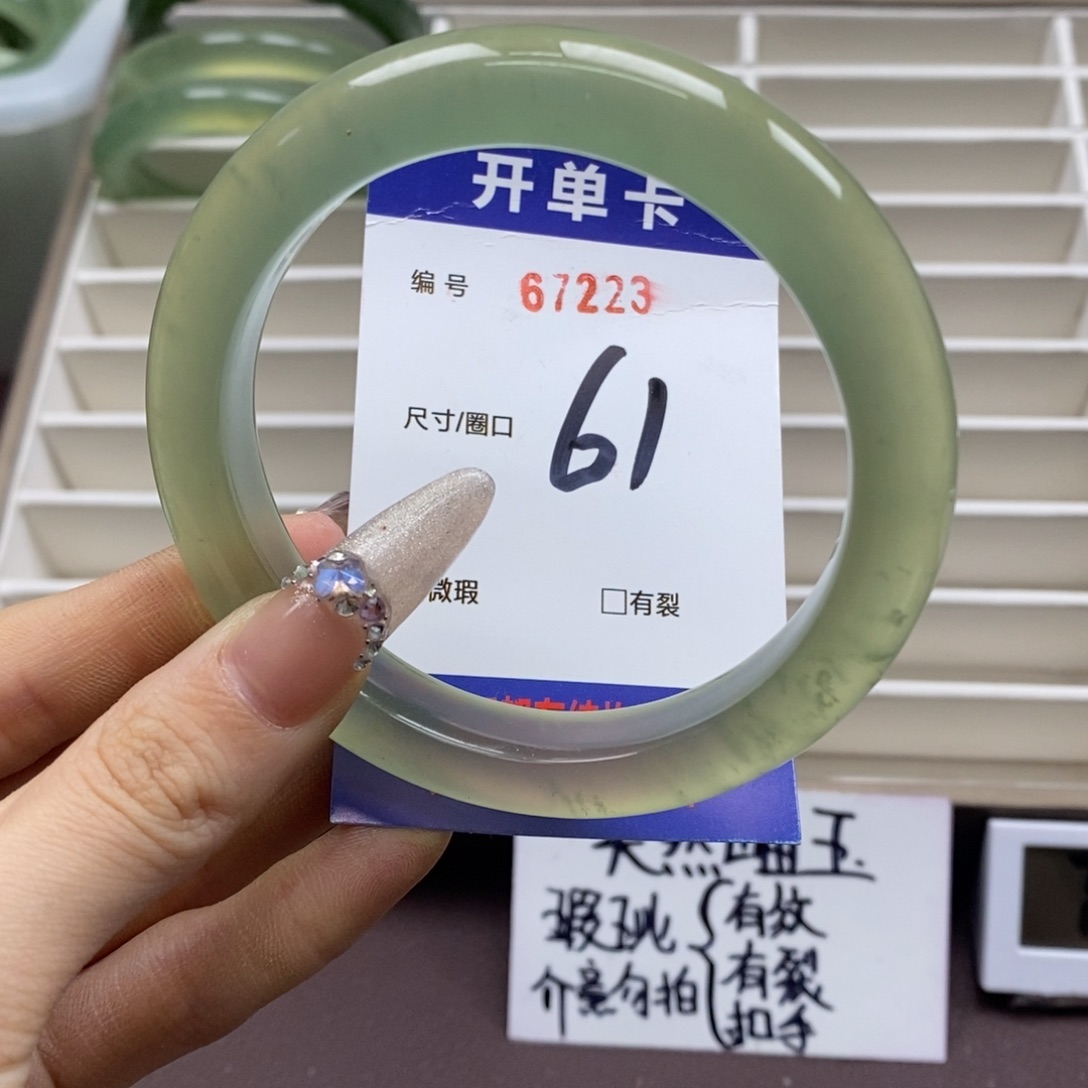 开单卡
编号 67223
尺寸/圈口 61
微瑕 □有裂
天然 玉
瑕玼 有纹
介意勿拍 有裂
扣手